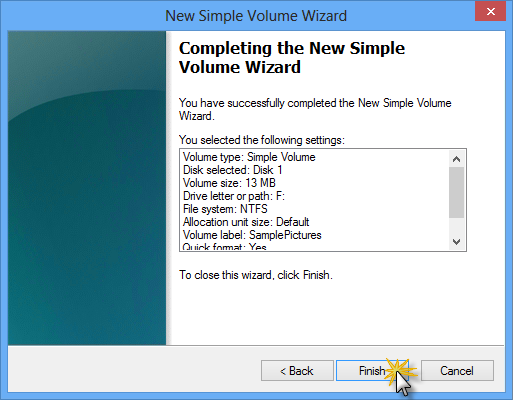 New Simple Volume Wizard
Completing the New Simple
Volume Wizard
You have successfully completed the New Simple Volume
Wizard.
You selected the following settings:
Volume type: Simple Volume
Disk selected: Disk 1
Volume size: 13 MB
Drive letter or path: F:
File system: NTFS
Allocation unit size: Default
Volume label: SamplePictures
Quick format: Yes
To close this wizard, click Finish.
< Back
Finish
Cancel